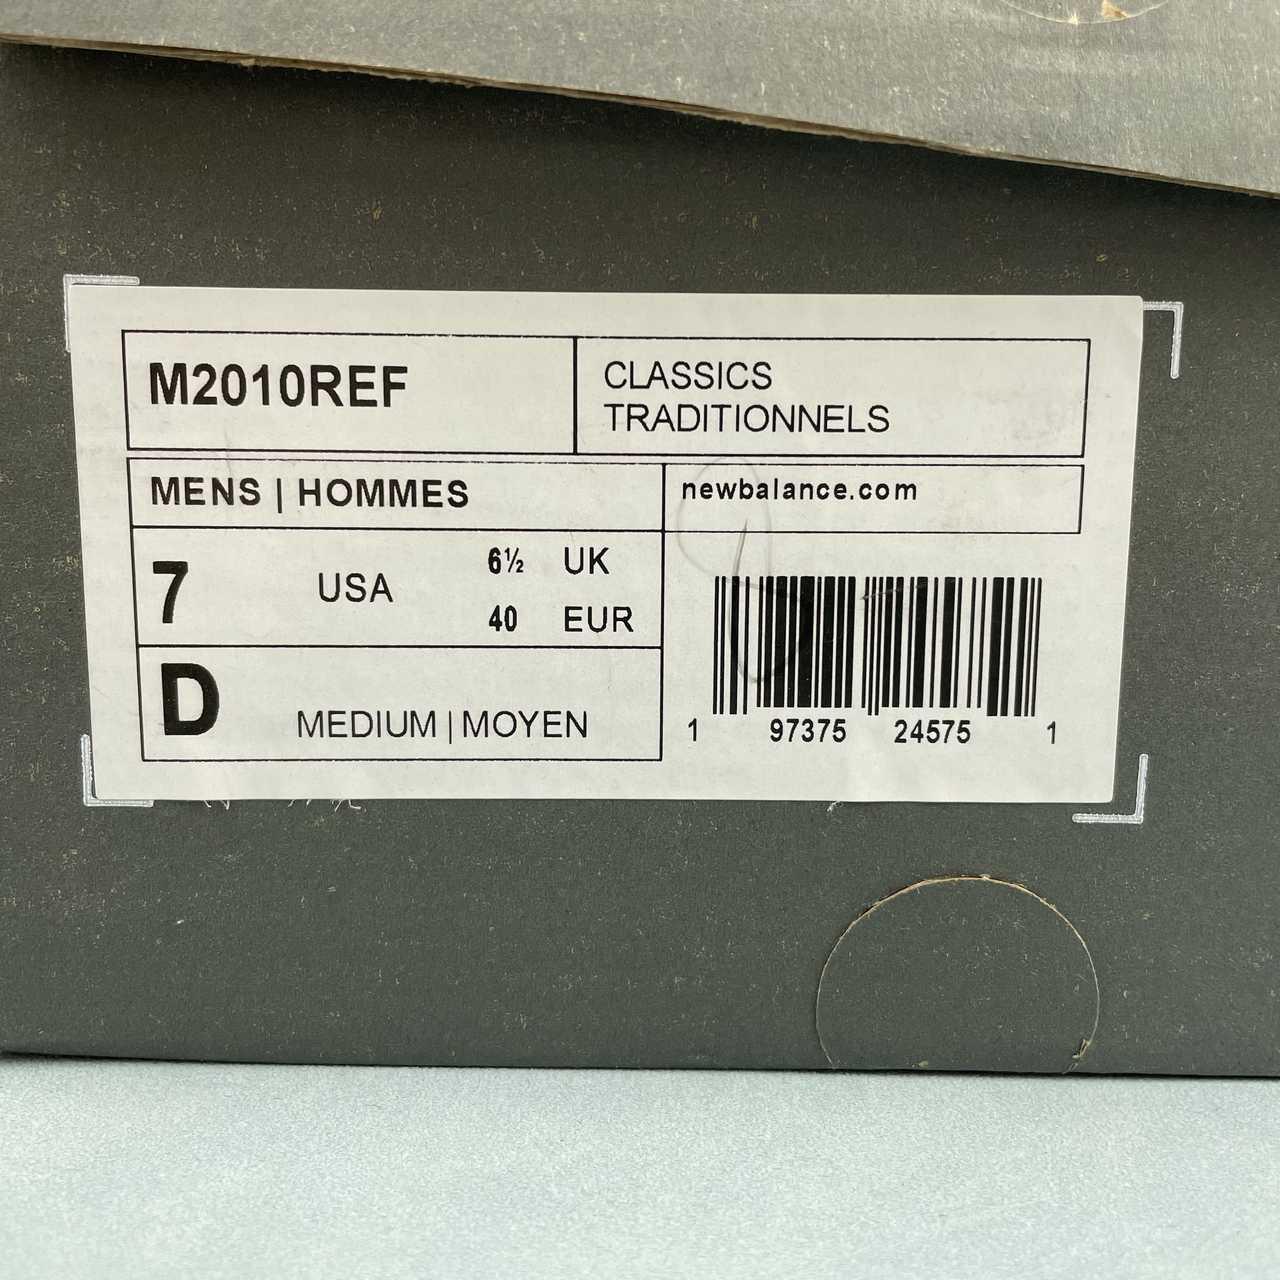 M2010REF
CLASSICS
TRADITIONNELS
MENS | HOMMES
newbalance.com
7 USA
6½ UK
40 EUR
D MEDIUM | MOYEN
1 97375 24575 1